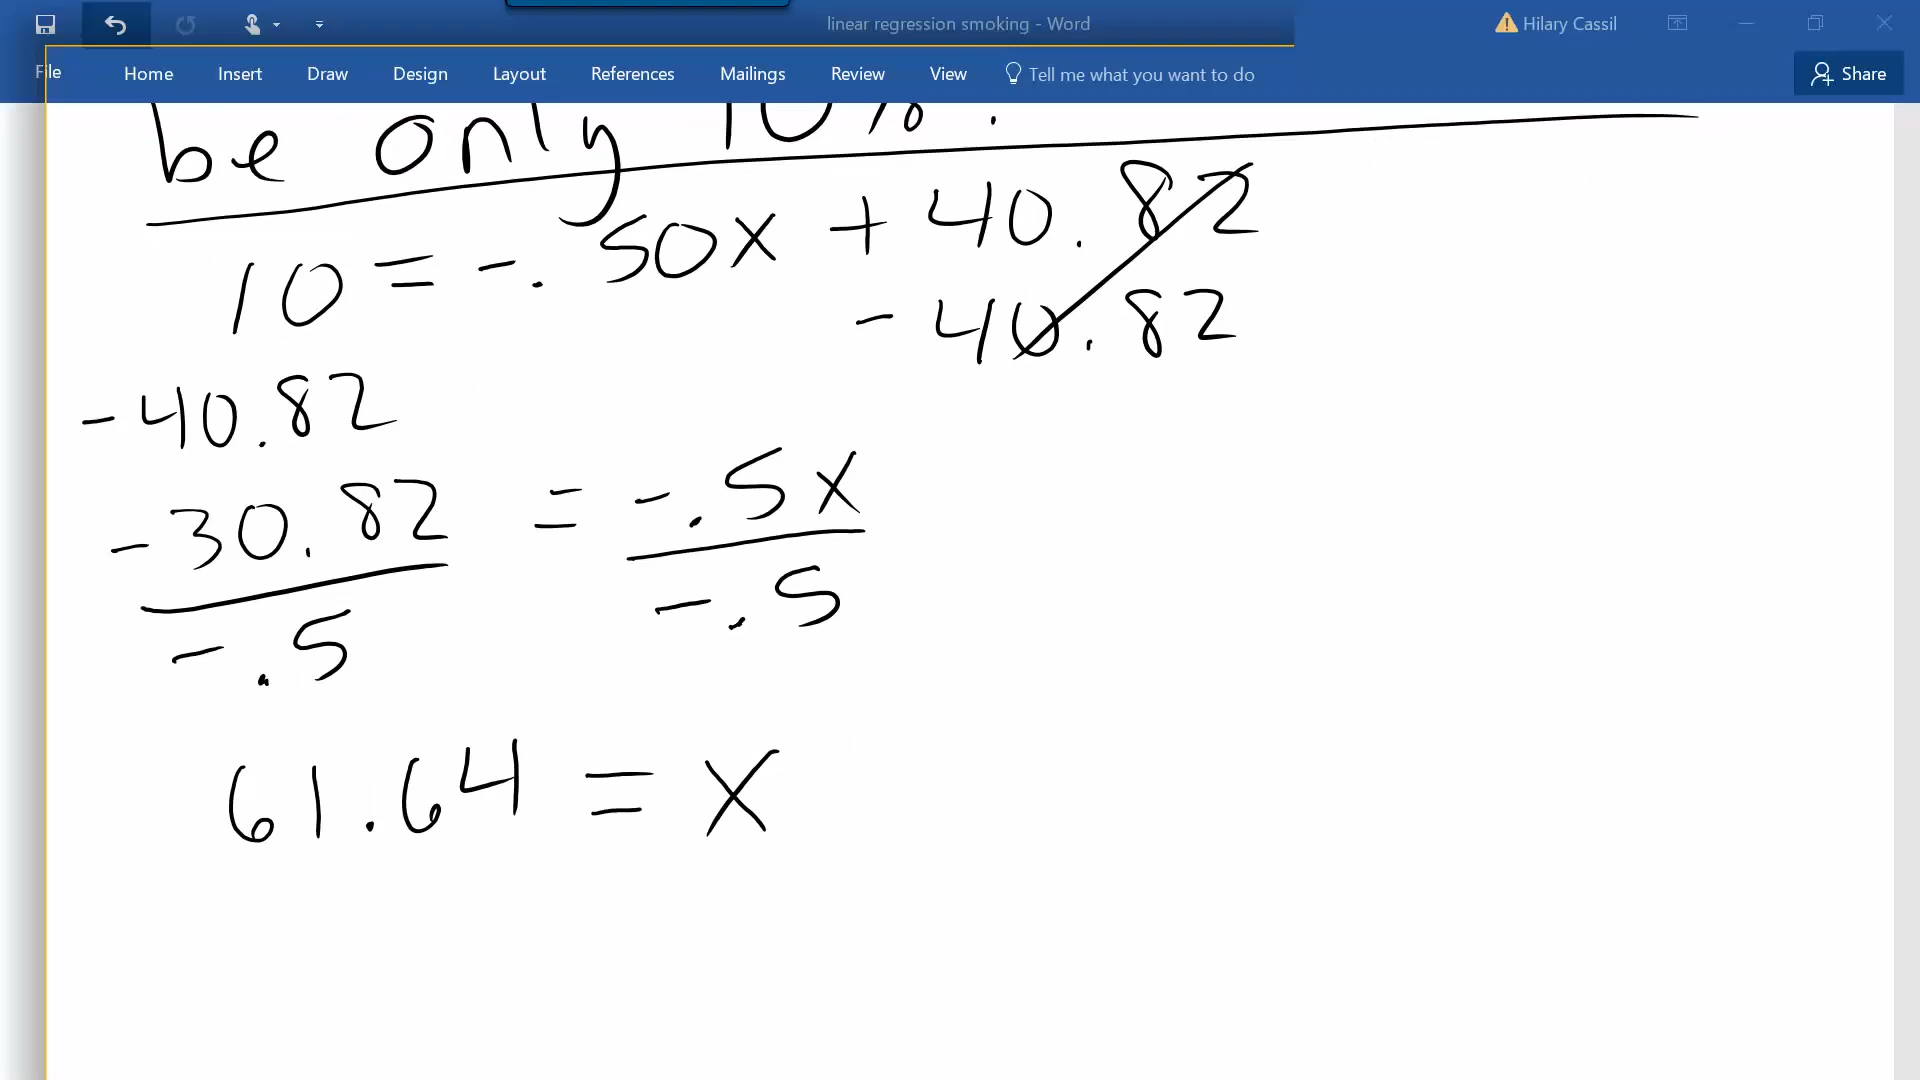 linear regression smoking - Word
Hilary Cassil
File Home Insert Draw Design Layout References Mailings Review View Tell me what you want to do Share
be only 10%.
10 = -.50x + 40.82
- 40.82
-40.82
-30.82 = -.5x
-.5 -.5
61.64 = x